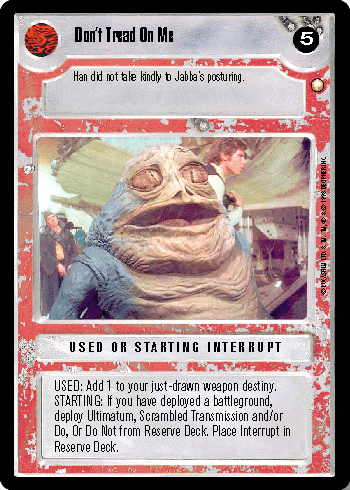 Don't Tread On Me
5
Han did not take kindly to Jabba's posturing.
USED OR STARTING INTERRUPT
USED: Add 1 to your just-drawn weapon destiny.
STARTING: If you have deployed a battleground,
deploy Ultimatum, Scrambled Transmission and/or
Do, Or Do Not from Reserve Deck. Place Interrupt in
Reserve Deck.